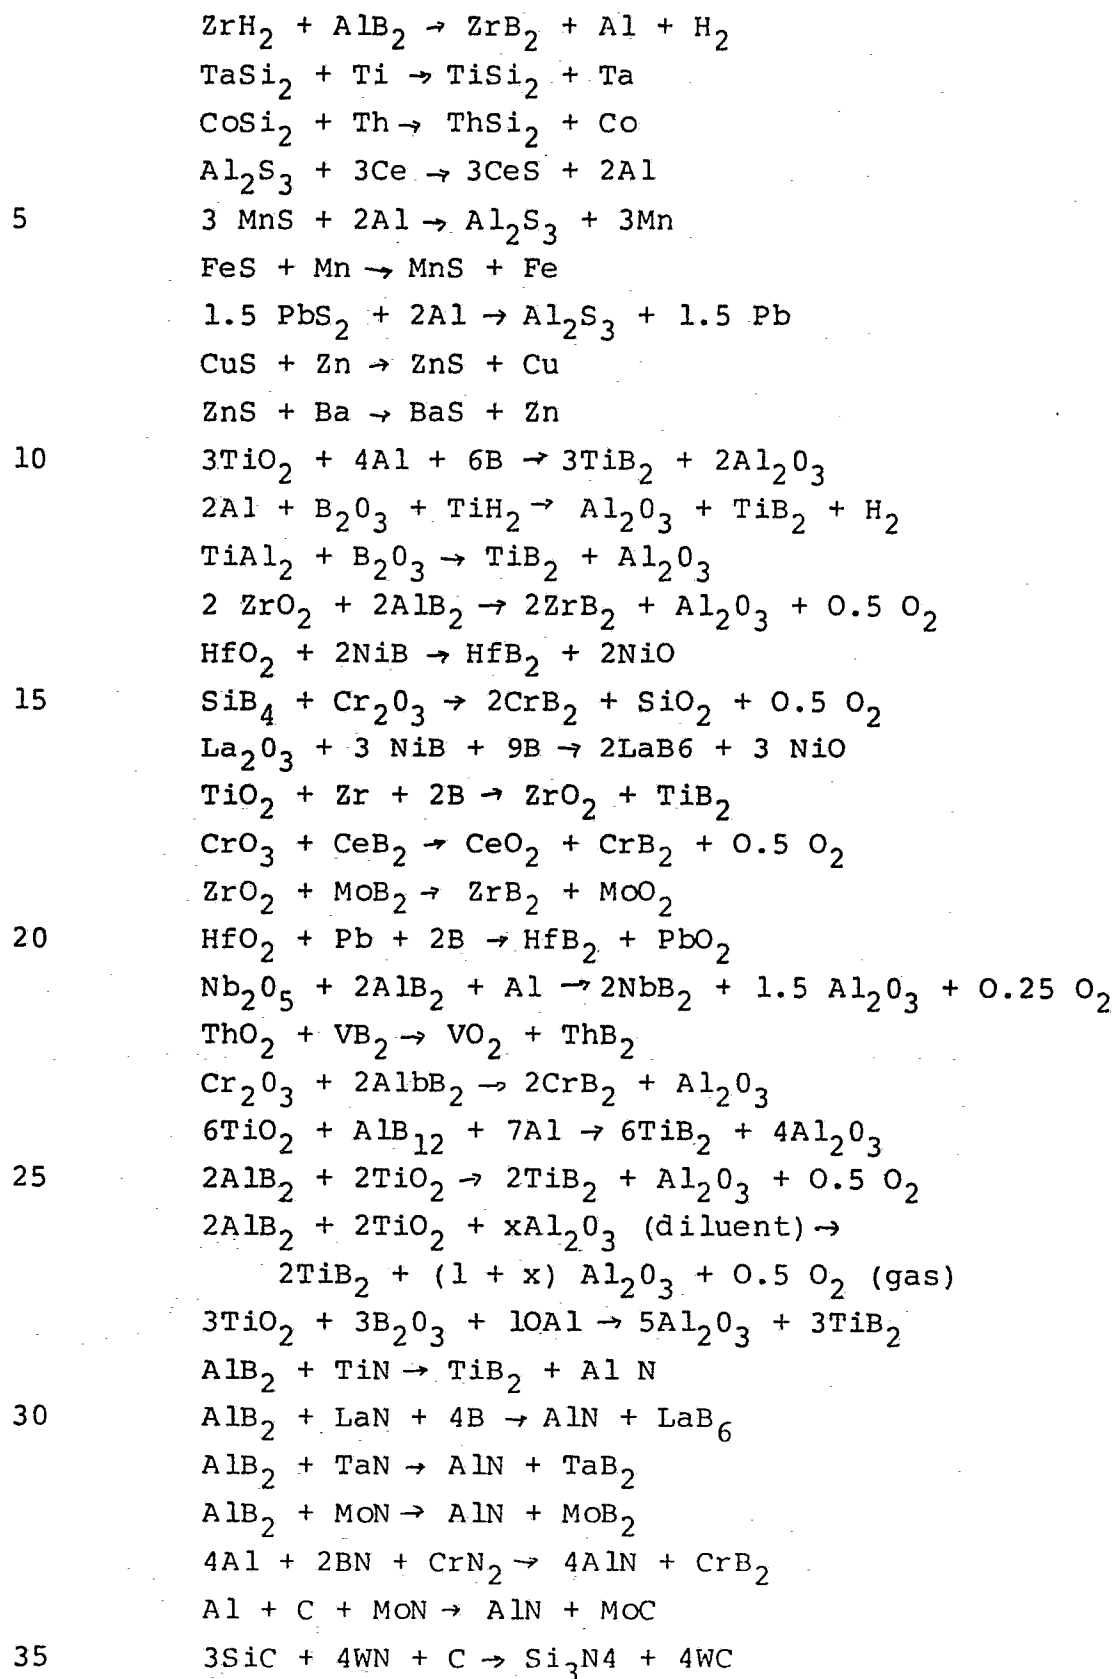 ZrH₂ + AlB₂ → ZrB₂ + Al + H₂
TaSi₂ + Ti → TiSi₂ + Ta
CoSi₂ + Th → ThSi₂ + Co
Al₂S₃ + 3Ce → 3CeS + 2Al
5 3 MnS + 2Al → Al₂S₃ + 3Mn
FeS + Mn → MnS + Fe
1.5 PbS₂ + 2Al → Al₂S₃ + 1.5 Pb
CuS + Zn → ZnS + Cu
ZnS + Ba → BaS + Zn
10 3TiO₂ + 4Al + 6B → 3TiB₂ + 2Al₂O₃
2Al + B₂O₃ + TiH₂ → Al₂O₃ + TiB₂ + H₂
TiAl₂ + B₂O₃ → TiB₂ + Al₂O₃
2 ZrO₂ + 2AlB₂ → 2ZrB₂ + Al₂O₃ + 0.5 O₂
HfO₂ + 2NiB → HfB₂ + 2NiO
15 SiB₄ + Cr₂O₃ → 2CrB₂ + SiO₂ + 0.5 O₂
La₂O₃ + 3 NiB + 9B → 2LaB6 + 3 NiO
TiO₂ + Zr + 2B → ZrO₂ + TiB₂
CrO₃ + CeB₂ → CeO₂ + CrB₂ + 0.5 O₂
ZrO₂ + MoB₂ → ZrB₂ + MoO₂
20 HfO₂ + Pb + 2B → HfB₂ + PbO₂
Nb₂O₅ + 2AlB₂ + Al → 2NbB₂ + 1.5 Al₂O₃ + 0.25 O₂
ThO₂ + VB₂ → VO₂ + ThB₂
Cr₂O₃ + 2AlbB₂ → 2CrB₂ + Al₂O₃
6TiO₂ + AlB₁₂ + 7Al → 6TiB₂ + 4Al₂O₃
25 2AlB₂ + 2TiO₂ → 2TiB₂ + Al₂O₃ + 0.5 O₂
2AlB₂ + 2TiO₂ + xAl₂O₃ (diluent) →
2TiB₂ + (1 + x) Al₂O₃ + 0.5 O₂ (gas)
3TiO₂ + 3B₂O₃ + 10Al → 5Al₂O₃ + 3TiB₂
AlB₂ + TiN → TiB₂ + Al N
30 AlB₂ + LaN + 4B → AlN + LaB₆
AlB₂ + TaN → AlN + TaB₂
AlB₂ + MoN → AlN + MoB₂
4Al + 2BN + CrN₂ → 4AlN + CrB₂
Al + C + MoN → AlN + MoC
35 3SiC + 4WN + C → Si₃N4 + 4WC